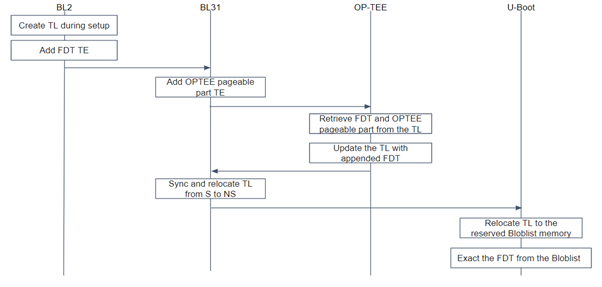 BL2 BL31 OP-TEE U-Boot
Create TL during setup
Add FDT TE
Add OPTEE pageable
part TE
Retrieve FDT and OPTEE
pageable part from the TL
Update the TL with
appended FDT
Sync and relocate TL
from S to NS
Relocate TL to the
reserved Bloblist memory
Exact the FDT from the Bloblist